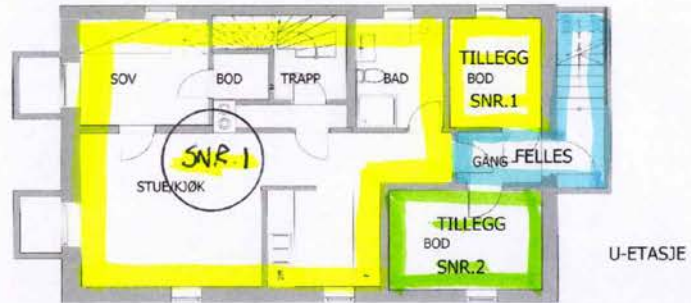 TILLEGG
BOD
SNR.1
SOV
BOD
TRAPP
BAD
SNR.1
STUE/KJØK
GANG
FELLES
TILLEGG
BOD
SNR.2
U-ETASJE